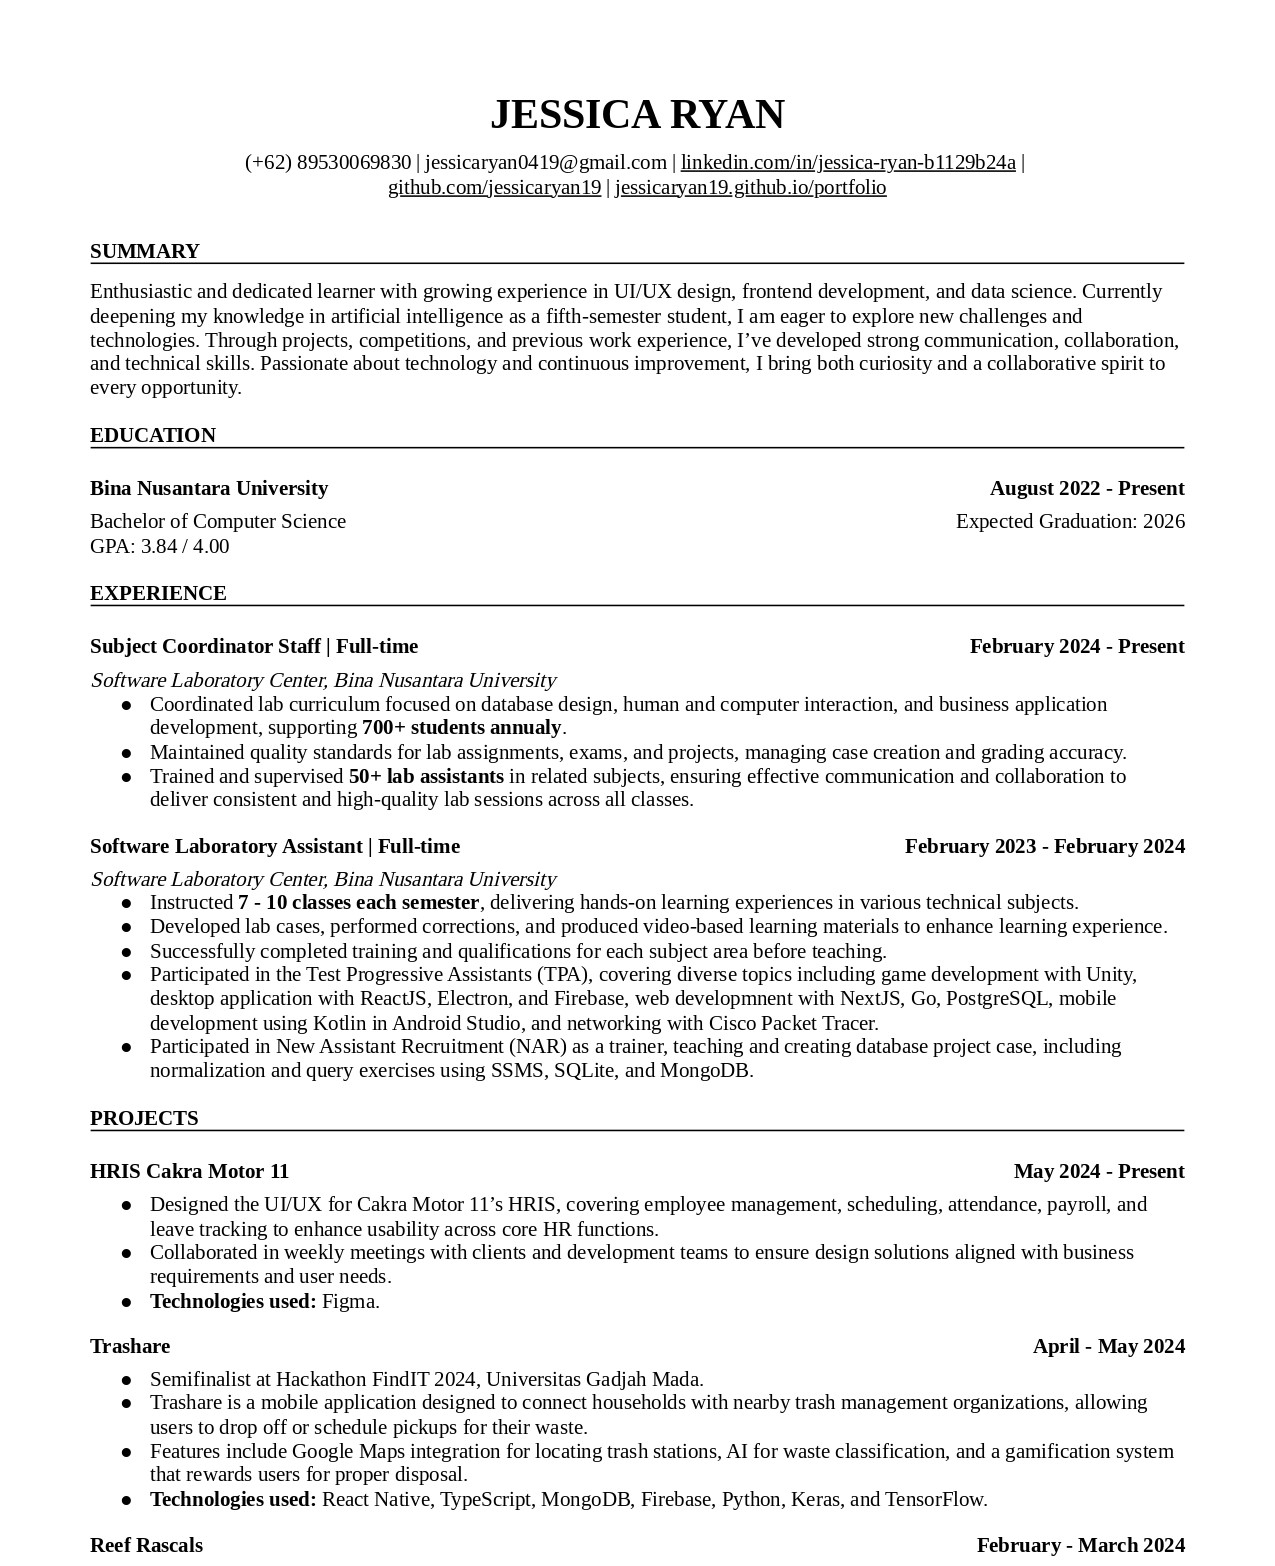 JESSICA RYAN
(+62) 89530069830 | jessicaryan0419@gmail.com | linkedin.com/in/jessica-ryan-b1129b24a |
github.com/jessicaryan19 | jessicaryan19.github.io/portfolio
SUMMARY
Enthusiastic and dedicated learner with growing experience in UI/UX design, frontend development, and data science. Currently
deepening my knowledge in artificial intelligence as a fifth-semester student, I am eager to explore new challenges and
technologies. Through projects, competitions, and previous work experience, I’ve developed strong communication, collaboration,
and technical skills. Passionate about technology and continuous improvement, I bring both curiosity and a collaborative spirit to
every opportunity.
EDUCATION
Bina Nusantara University August 2022 - Present
Bachelor of Computer Science Expected Graduation: 2026
GPA: 3.84 / 4.00
EXPERIENCE
Subject Coordinator Staff | Full-time February 2024 - Present
Software Laboratory Center, Bina Nusantara University
● Coordinated lab curriculum focused on database design, human and computer interaction, and business application
development, supporting 700+ students annualy.
● Maintained quality standards for lab assignments, exams, and projects, managing case creation and grading accuracy.
● Trained and supervised 50+ lab assistants in related subjects, ensuring effective communication and collaboration to
deliver consistent and high-quality lab sessions across all classes.
Software Laboratory Assistant | Full-time February 2023 - February 2024
Software Laboratory Center, Bina Nusantara University
● Instructed 7 - 10 classes each semester, delivering hands-on learning experiences in various technical subjects.
● Developed lab cases, performed corrections, and produced video-based learning materials to enhance learning experience.
● Successfully completed training and qualifications for each subject area before teaching.
● Participated in the Test Progressive Assistants (TPA), covering diverse topics including game development with Unity,
desktop application with ReactJS, Electron, and Firebase, web developmnent with NextJS, Go, PostgreSQL, mobile
development using Kotlin in Android Studio, and networking with Cisco Packet Tracer.
● Participated in New Assistant Recruitment (NAR) as a trainer, teaching and creating database project case, including
normalization and query exercises using SSMS, SQLite, and MongoDB.
PROJECTS
HRIS Cakra Motor 11 May 2024 - Present
● Designed the UI/UX for Cakra Motor 11’s HRIS, covering employee management, scheduling, attendance, payroll, and
leave tracking to enhance usability across core HR functions.
● Collaborated in weekly meetings with clients and development teams to ensure design solutions aligned with business
requirements and user needs.
● Technologies used: Figma.
Trashare April - May 2024
● Semifinalist at Hackathon FindIT 2024, Universitas Gadjah Mada.
● Trashare is a mobile application designed to connect households with nearby trash management organizations, allowing
users to drop off or schedule pickups for their waste.
● Features include Google Maps integration for locating trash stations, AI for waste classification, and a gamification system
that rewards users for proper disposal.
● Technologies used: React Native, TypeScript, MongoDB, Firebase, Python, Keras, and TensorFlow.
Reef Rascals February - March 2024